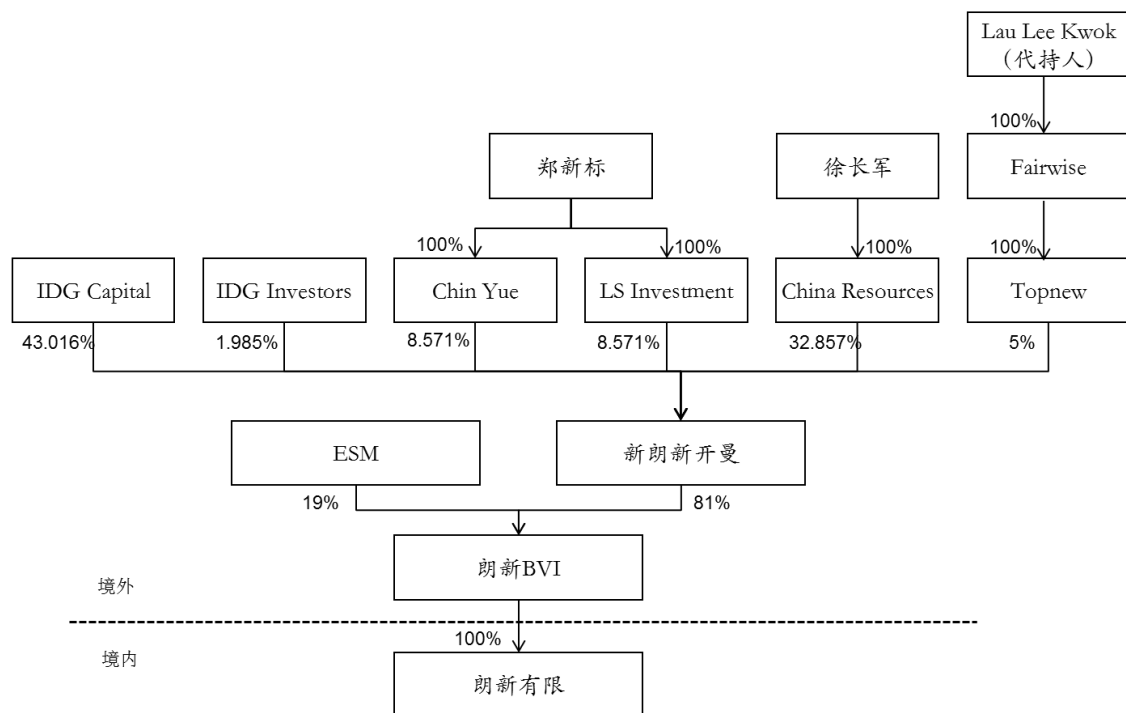 Lau Lee Kwok
（代持人）
100%
郑新标
徐长军
Fairwise
100%
100%
100%
100%
IDG Capital
IDG Investors
Chin Yue
LS Investment
China Resources
Topnew
43.016%
1.985%
8.571%
8.571%
32.857%
5%
ESM
新朗新开曼
19%
81%
朗新BVI
境外
100%
境内
朗新有限